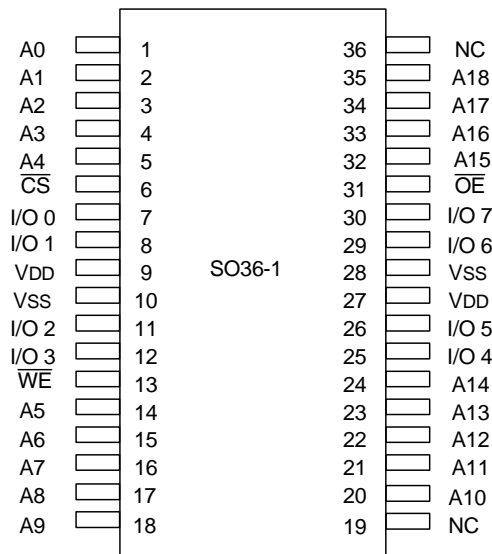 A0 1 36 NC
A1 2 35 A18
A2 3 34 A17
A3 4 33 A16
A4 5 32 A15
C̅S̅ 6 31 O̅E̅
I/O 0 7 30 I/O 7
I/O 1 8 29 I/O 6
VDD 9 SO36-1 28 VSS
VSS 10 27 VDD
I/O 2 11 26 I/O 5
I/O 3 12 25 I/O 4
W̅E̅ 13 24 A14
A5 14 23 A13
A6 15 22 A12
A7 16 21 A11
A8 17 20 A10
A9 18 19 NC